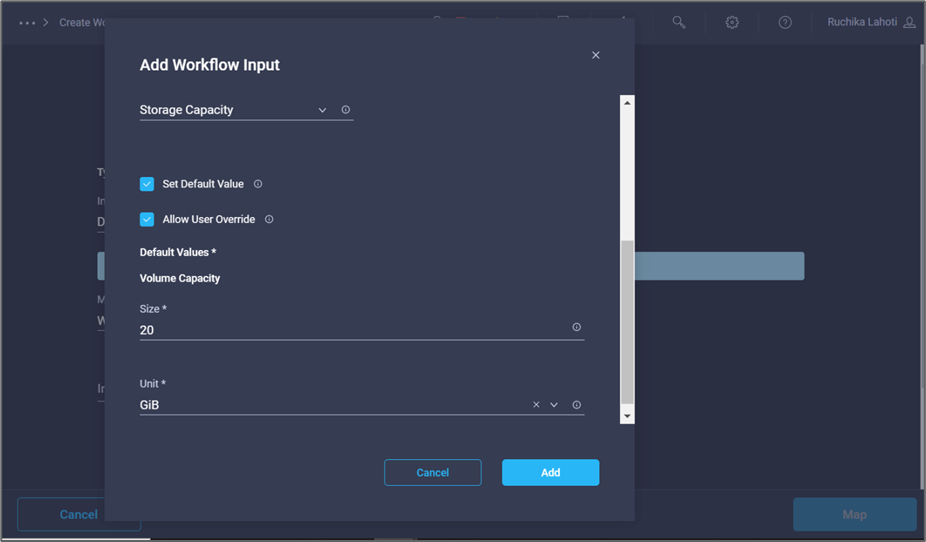 Create Wo
Ruchika Lahoti
Add Workflow Input
Storage Capacity
Set Default Value
Allow User Override
Default Values *
Volume Capacity
Size *
20
Unit *
GiB
Cancel
Add
Cancel
Map